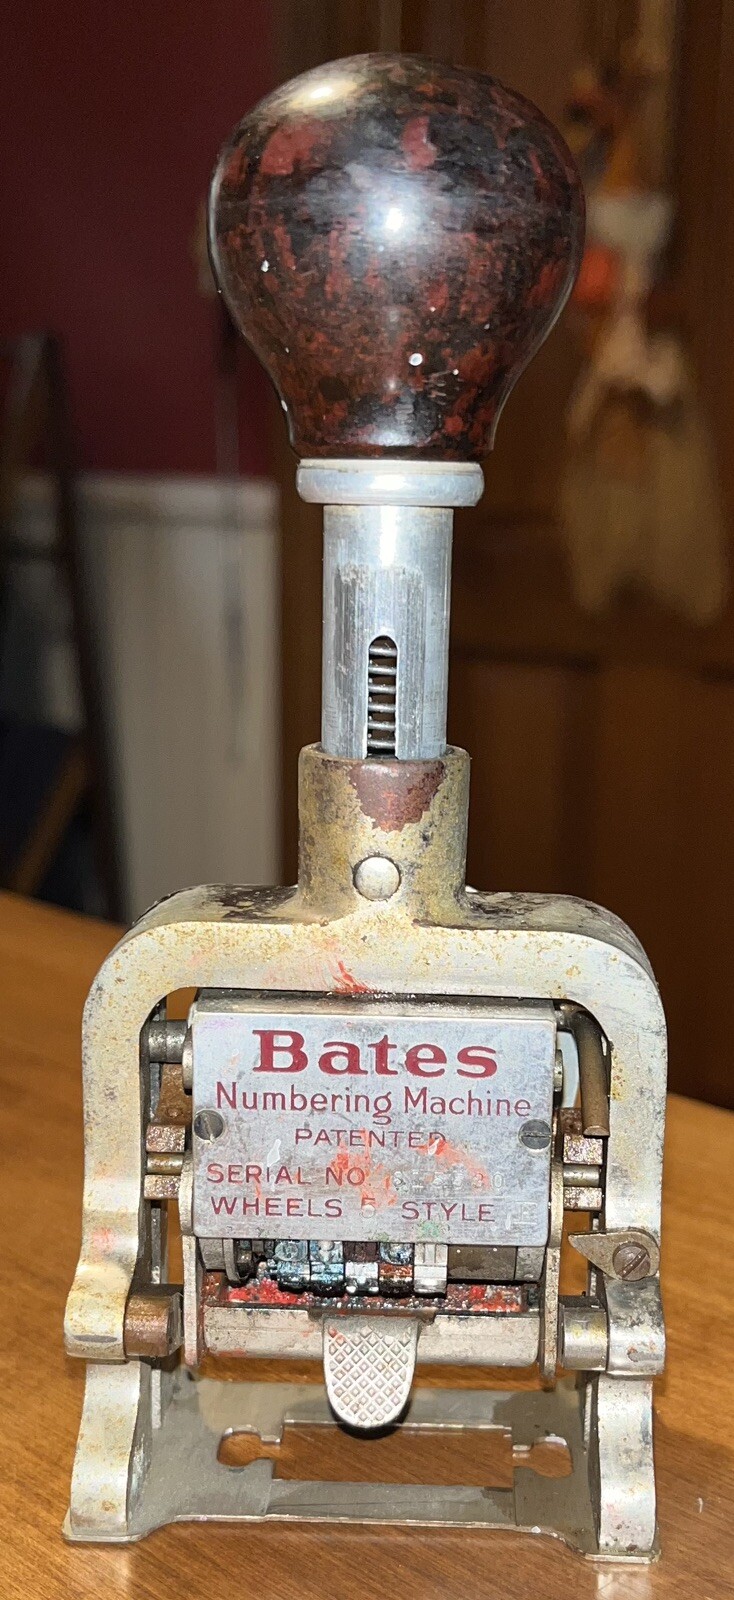 Bates
Numbering Machine
PATENTED
SERIAL NO.
WHEELS 5 STYLE